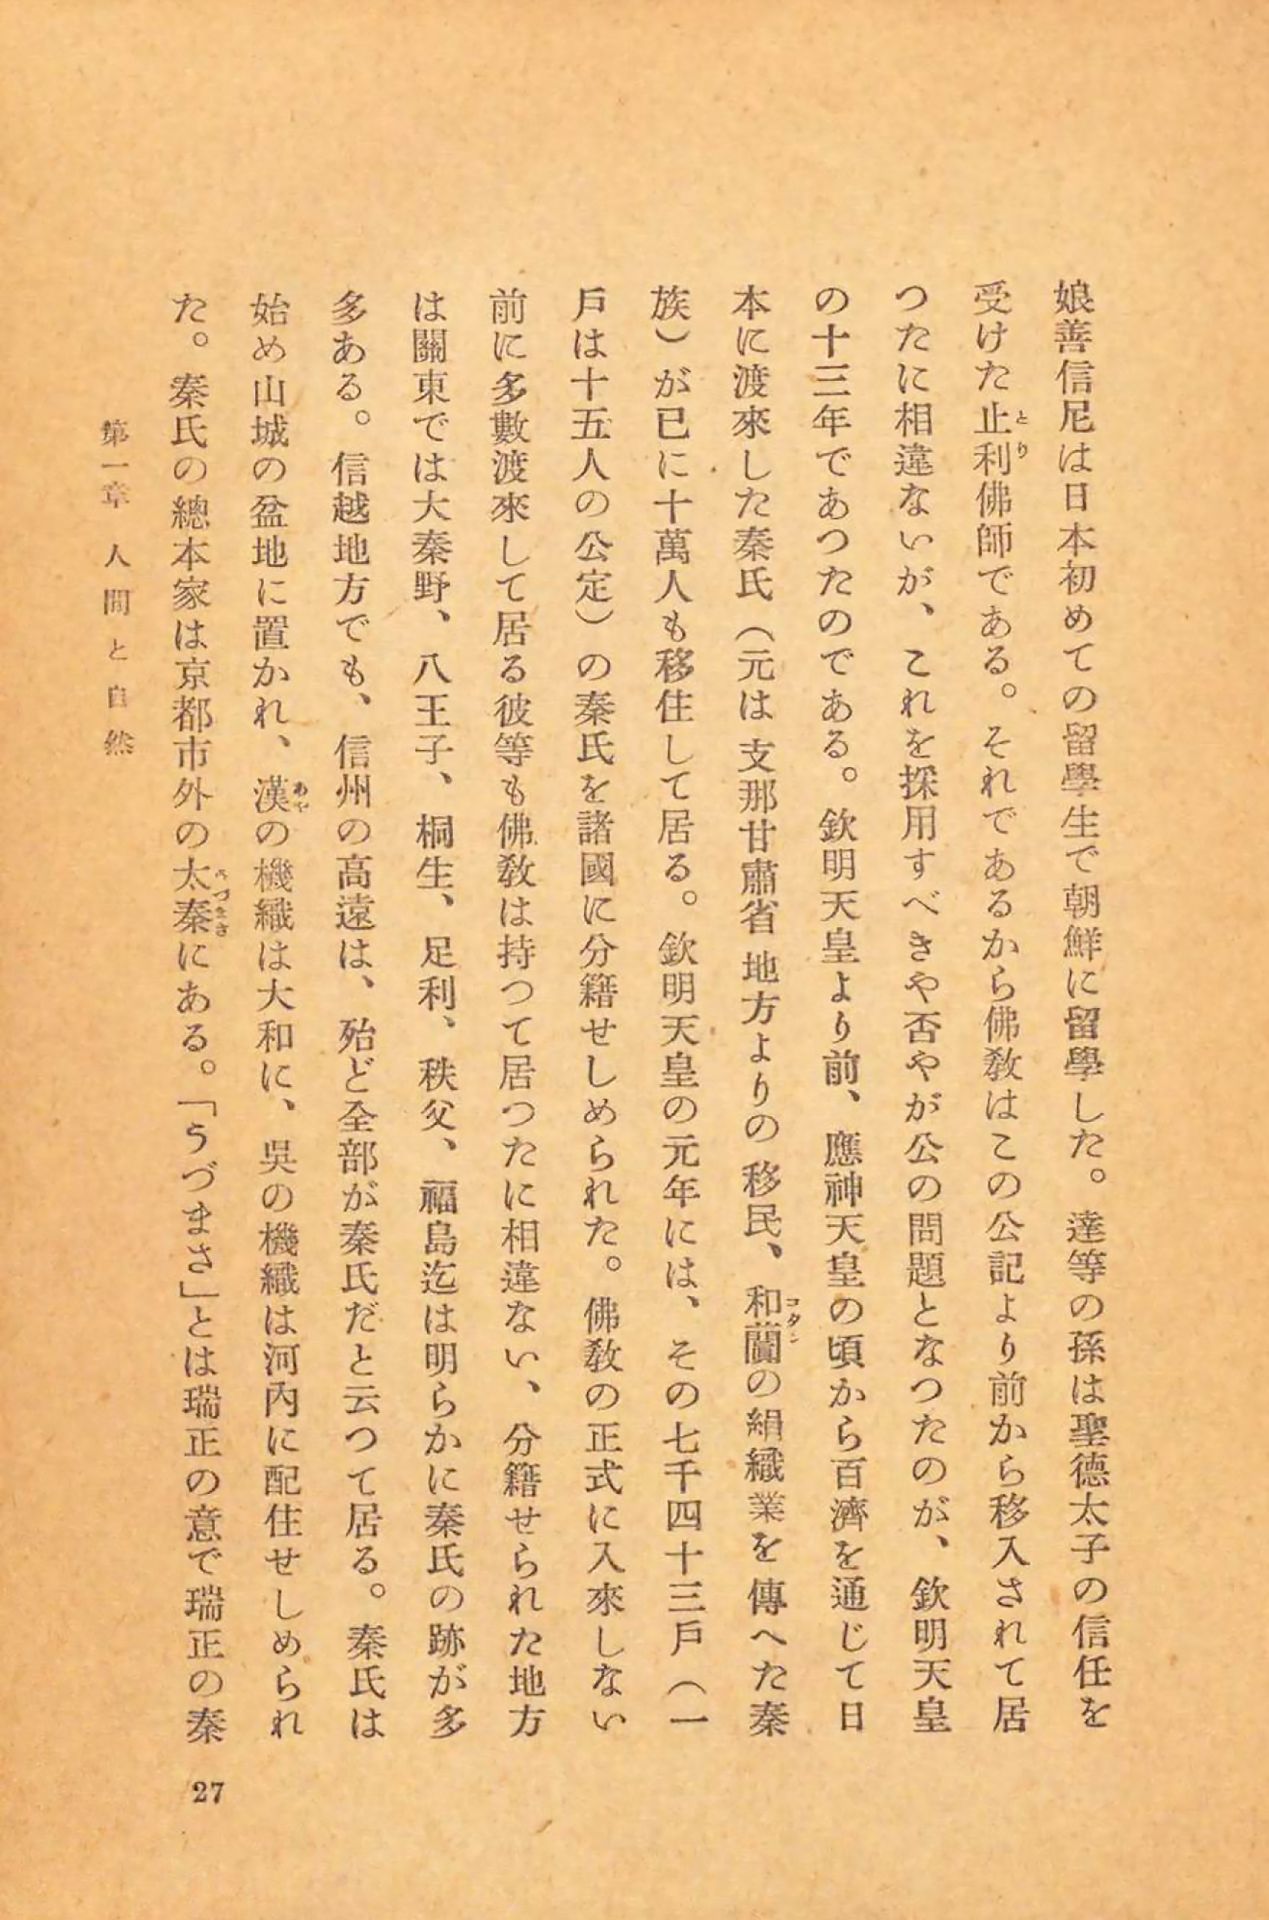 娘善信尼は日本初めての留學生で朝鮮に留學した。達等の孫は聖德太子の信任を
受けた止利佛師である。それであるから佛敎はこの公記より前から移入されて居
つたに相違ないが、これを採用すべきや否やが公の問題となつたのが、欽明天皇
の十三年であつたのである。欽明天皇より前、應神天皇の頃から百濟を通じて日
本に渡來した秦氏（元は支那甘肅省地方よりの移民、和闐の絹織業を傳へた秦
族）が已に十萬人も移住して居る。欽明天皇の元年には、その七千四十三戶（一
戶は十五人の公定）の秦氏を諸國に分籍せしめられた。佛敎の正式に入來しない
前に多數渡來して居る彼等も佛敎は持つて居つたに相違ない、分籍せられた地方
は關東では大秦野、八王子、桐生、足利、秩父、福島迄は明らかに秦氏の跡が多
多ある。信越地方でも、信州の高遠は、殆ど全部が秦氏だと云つて居る。秦氏は
始め山城の盆地に置かれ、漢の機織は大和に、吳の機織は河內に配住せしめられ
た。秦氏の總本家は京都市外の太秦にある。「うづまさ」とは瑞正の意で瑞正の秦
第一章 人間と自然
27